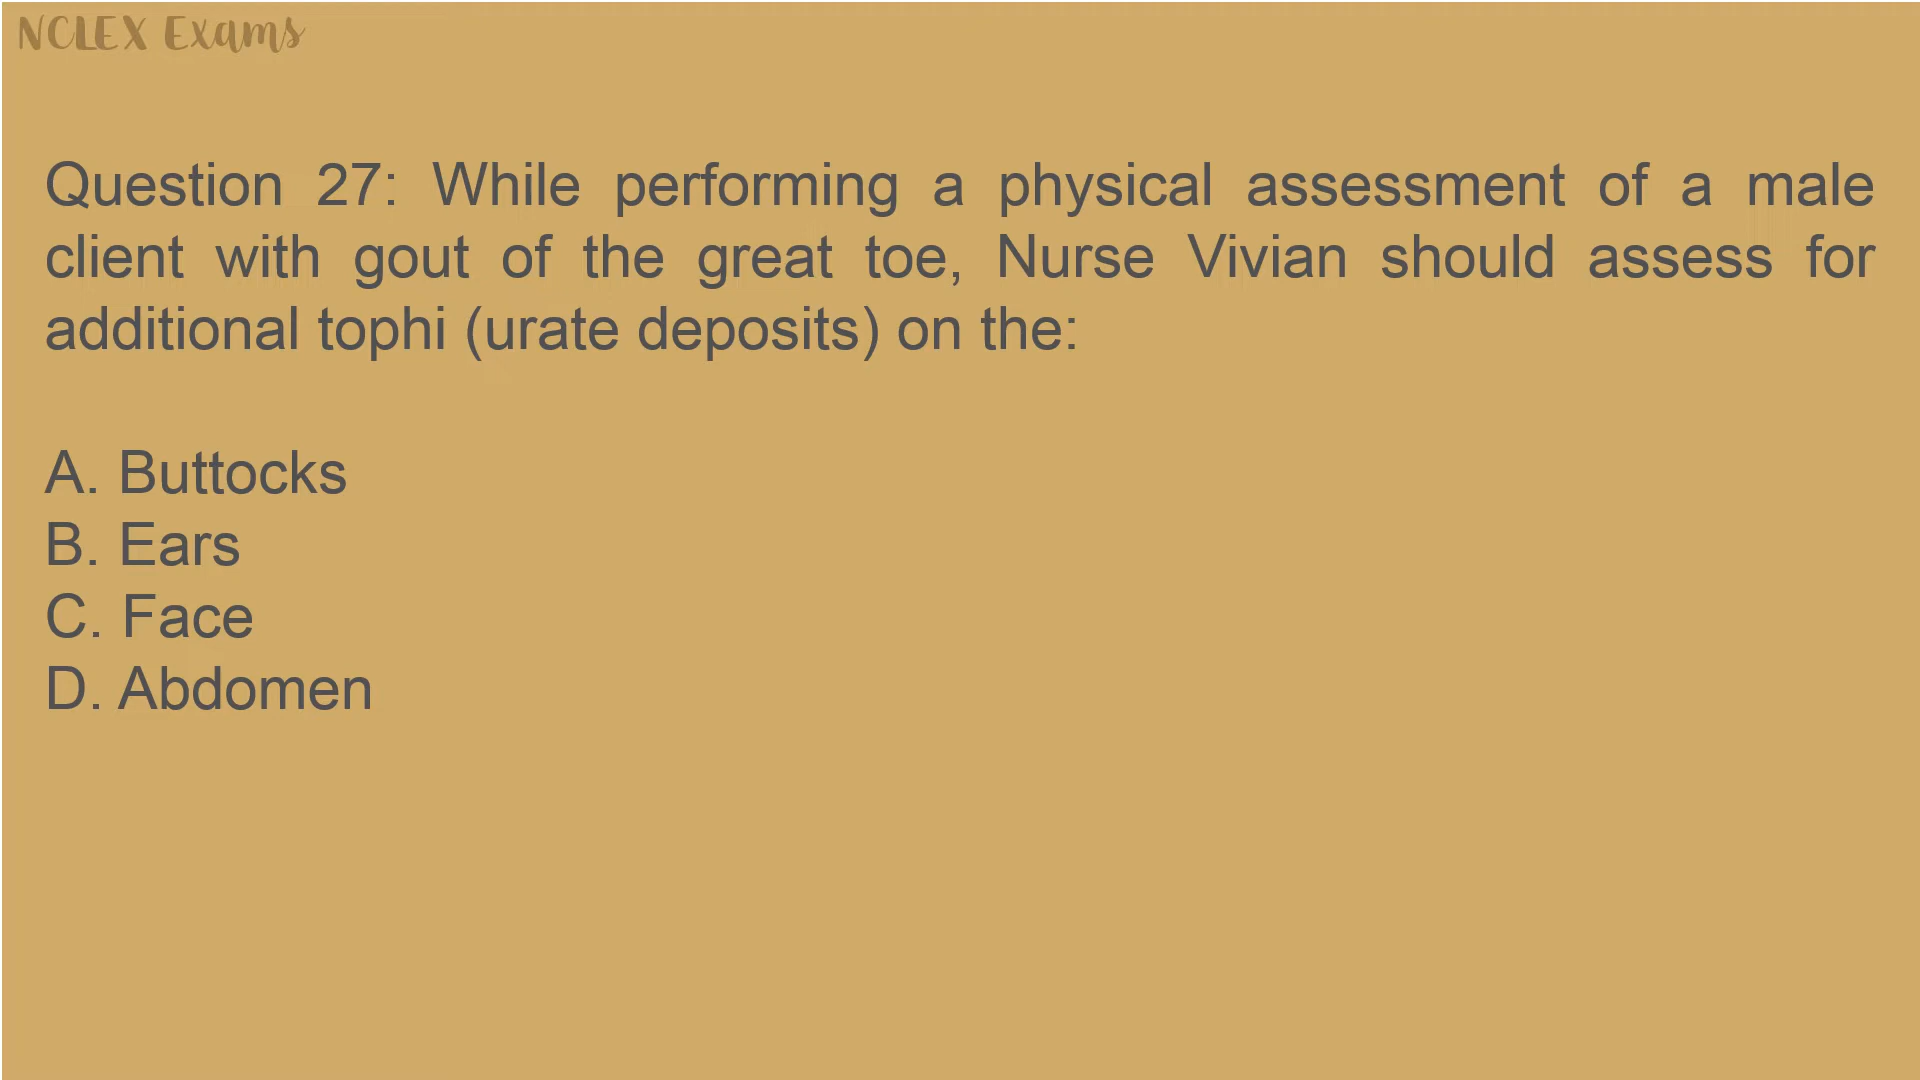 NCLEX Exams
Question 27: While performing a physical assessment of a male
client with gout of the great toe, Nurse Vivian should assess for
additional tophi (urate deposits) on the:
A. Buttocks
B. Ears
C. Face
D. Abdomen